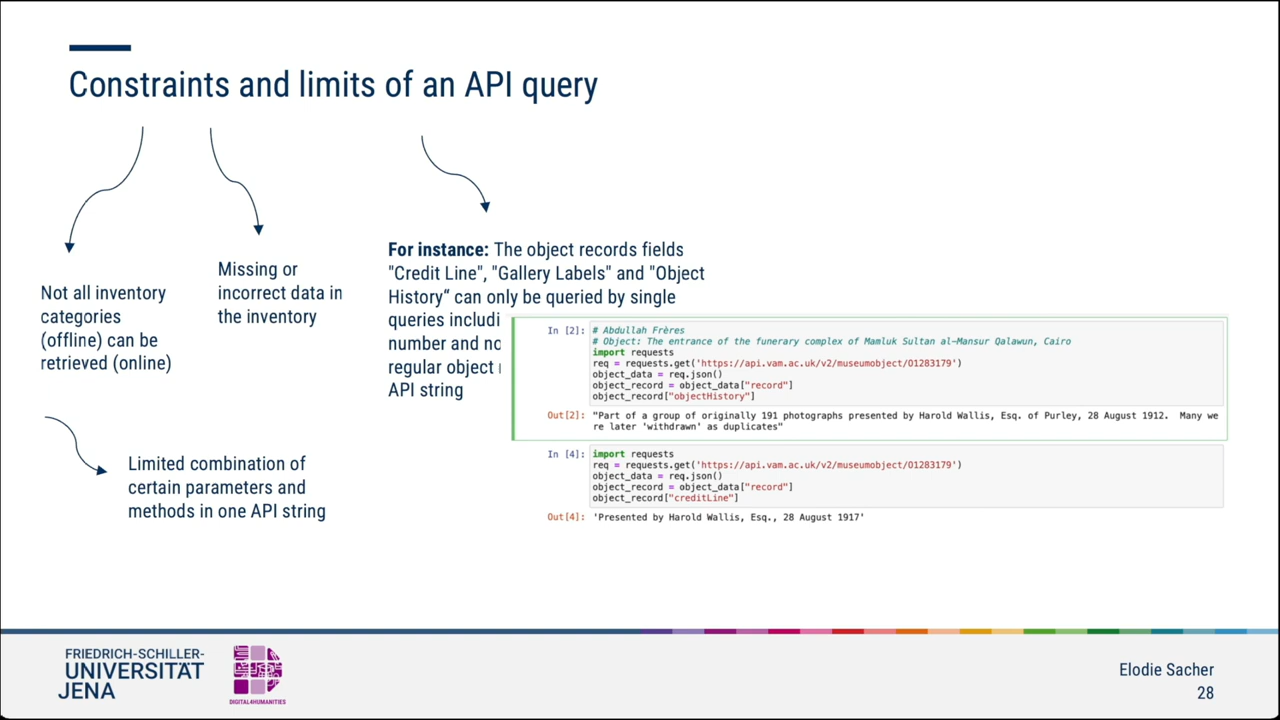 Constraints and limits of an API query
Not all inventory
categories
(offline) can be
retrieved (online)
Missing or
incorrect data in
the inventory
Limited combination of
certain parameters and
methods in one API string
For instance: The object records fields
"Credit Line", "Gallery Labels" and "Object
History“ can only be queried by single
queries includi
number and no
regular object
API string
In [2]: # Abdullah Frères
# Object: The entrance of the funerary complex of Mamluk Sultan al-Mansur Qalawun, Cairo
import requests
req = requests.get('https://api.vam.ac.uk/v2/museumobject/O1283179')
object_data = req.json()
object_record = object_data["record"]
object_record["objectHistory"]
Out[2]: "Part of a group of originally 191 photographs presented by Harold Wallis, Esq. of Purley, 28 August 1912.  Many we
re later 'withdrawn' as duplicates"
In [4]: import requests
req = requests.get('https://api.vam.ac.uk/v2/museumobject/O1283179')
object_data = req.json()
object_record = object_data["record"]
object_record["creditLine"]
Out[4]: 'Presented by Harold Wallis, Esq., 28 August 1917'
FRIEDRICH-SCHILLER-
UNIVERSITÄT
JENA
DIGITAL4HUMANITIES
Elodie Sacher
28